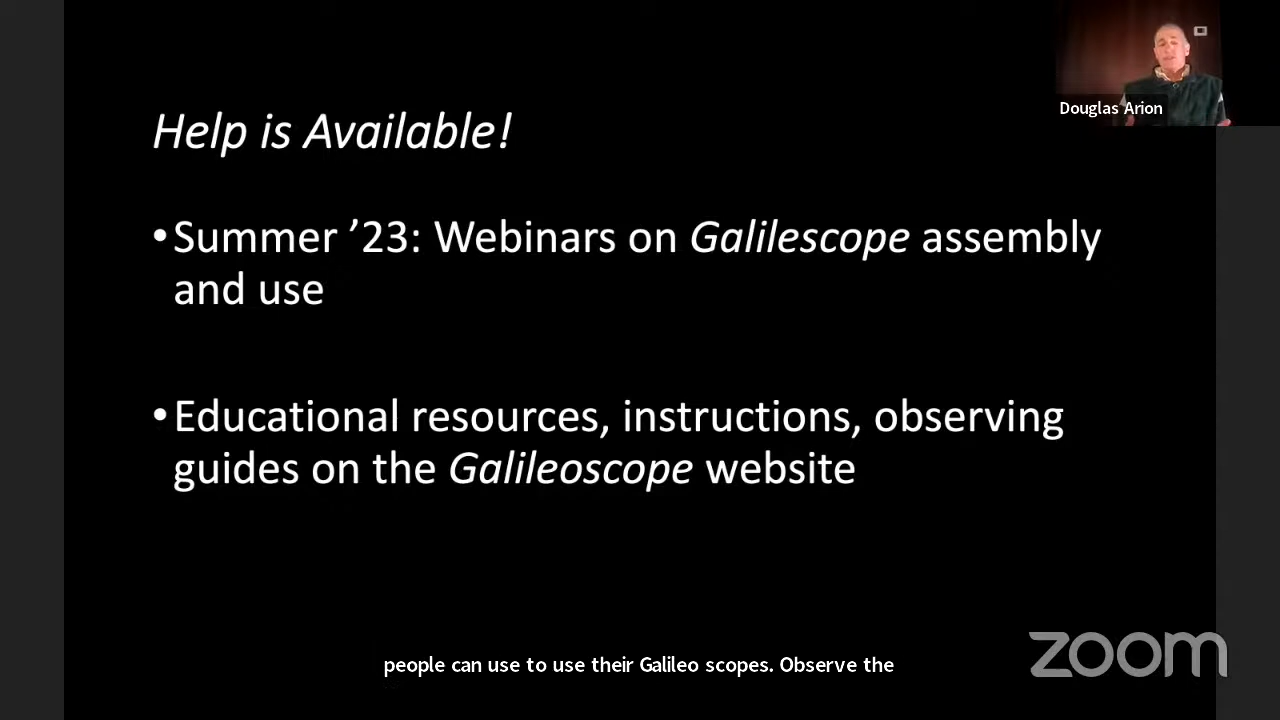 Douglas Arion
Help is Available!
•Summer ’23: Webinars on Galilescope assembly
and use
•Educational resources, instructions, observing
guides on the Galileoscope website
people can use to use their Galileo scopes. Observe the
zoom